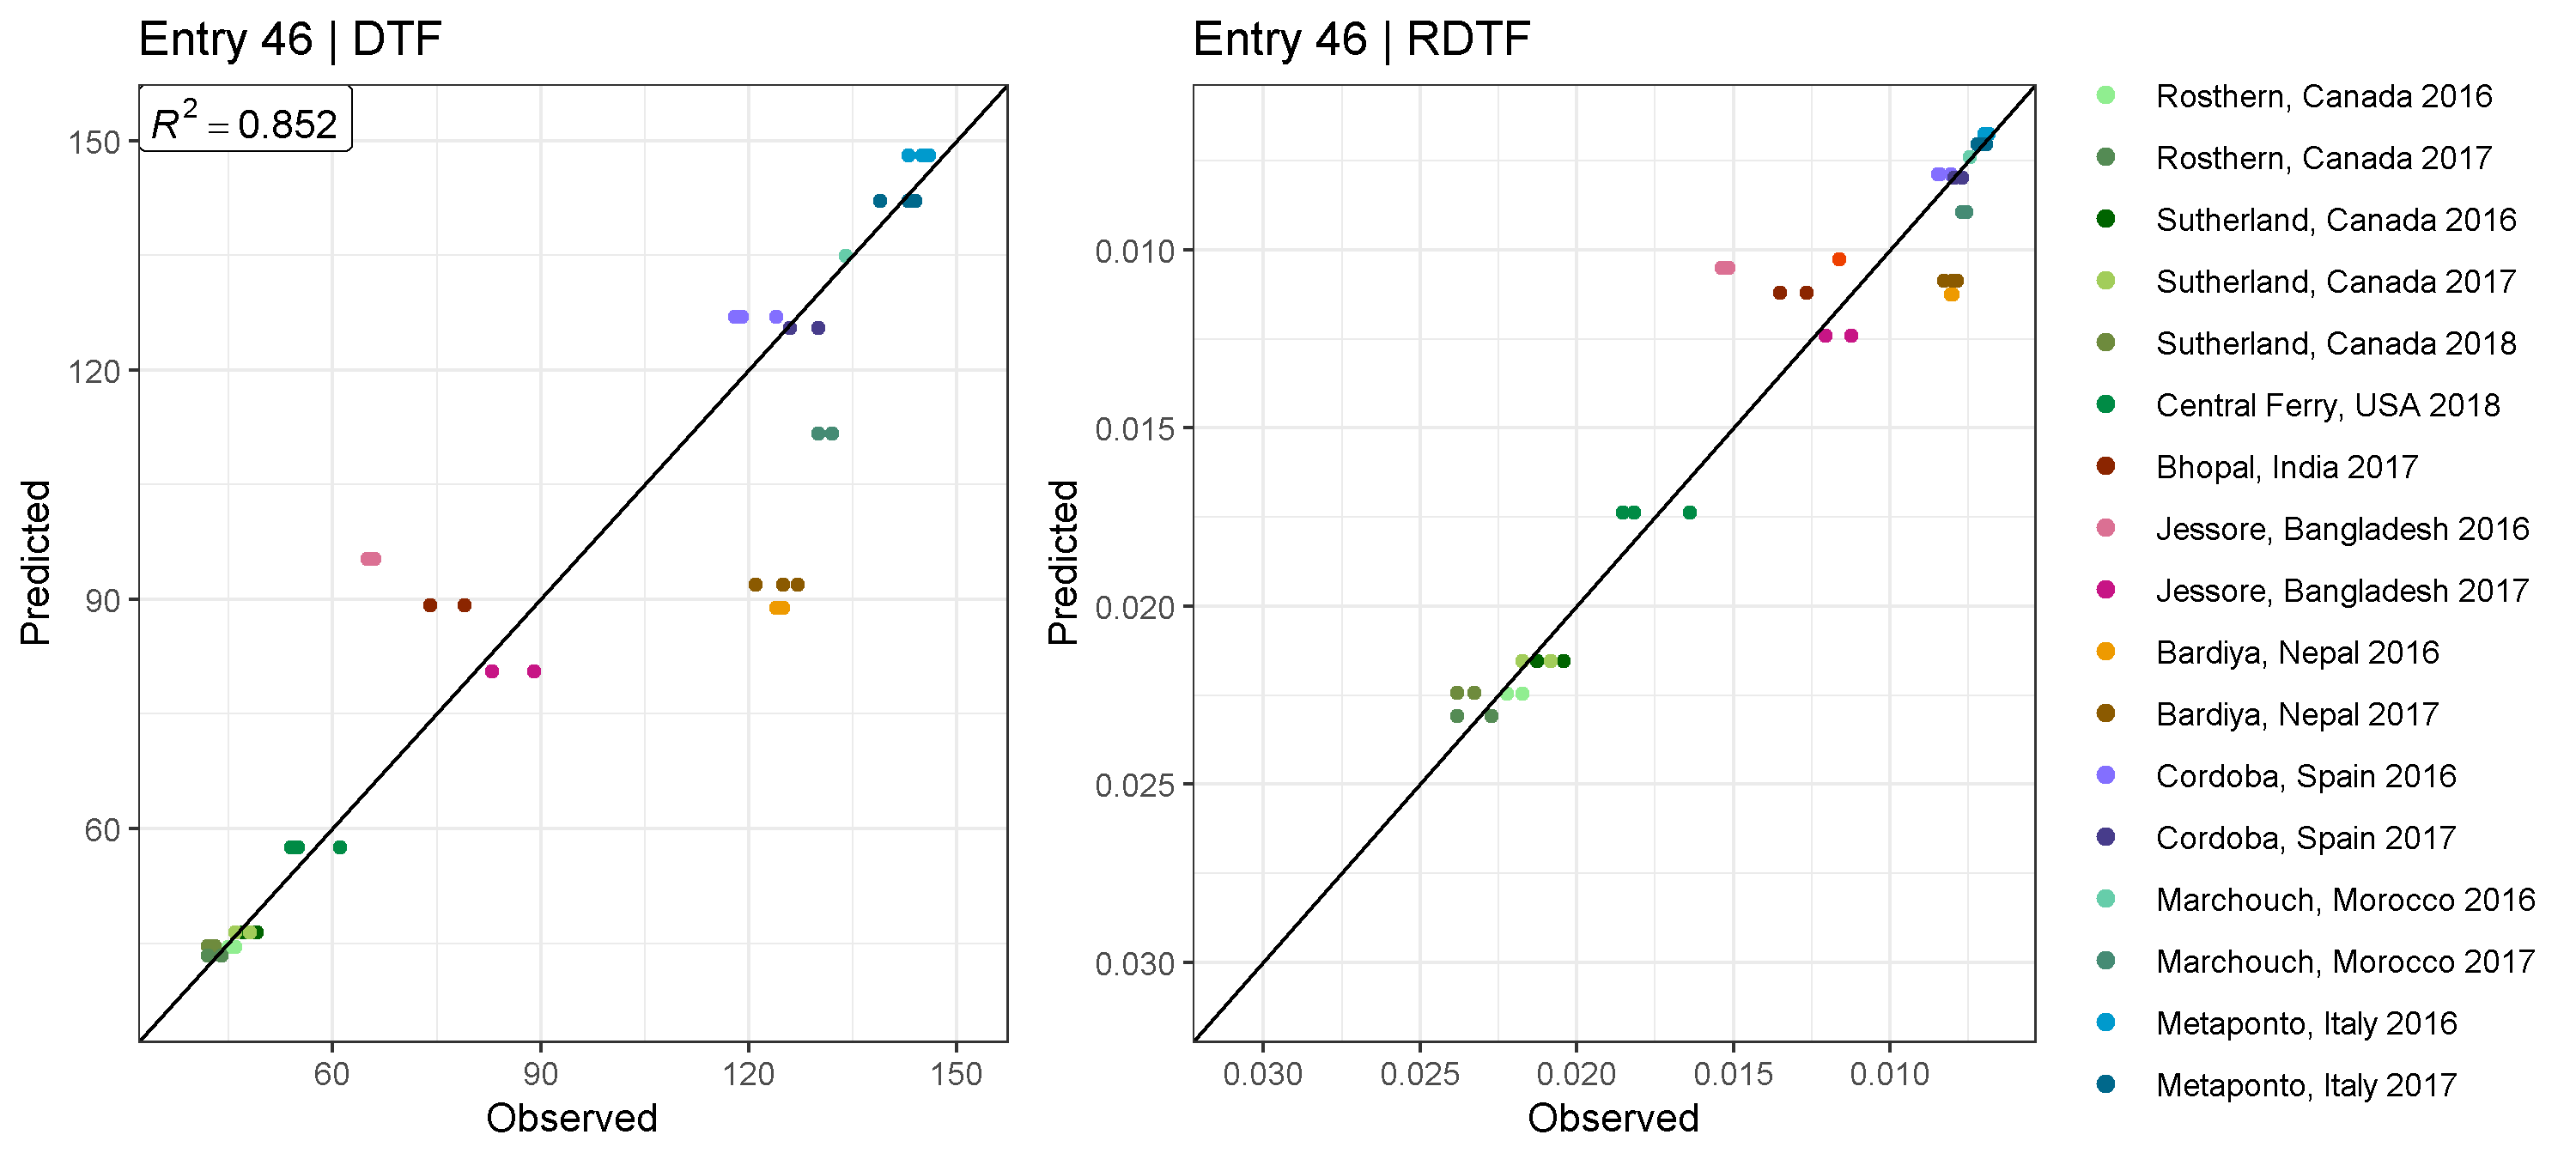 Entry 46 | DTF
R² = 0.852
150
120
90
60
60 90 120 150
Predicted
Observed
Entry 46 | RDTF
0.010
0.015
0.020
0.025
0.030
0.030 0.025 0.020 0.015 0.010
Predicted
Observed
Rosthern, Canada 2016
Rosthern, Canada 2017
Sutherland, Canada 2016
Sutherland, Canada 2017
Sutherland, Canada 2018
Central Ferry, USA 2018
Bhopal, India 2017
Jessore, Bangladesh 2016
Jessore, Bangladesh 2017
Bardiya, Nepal 2016
Bardiya, Nepal 2017
Cordoba, Spain 2016
Cordoba, Spain 2017
Marchouch, Morocco 2016
Marchouch, Morocco 2017
Metaponto, Italy 2016
Metaponto, Italy 2017